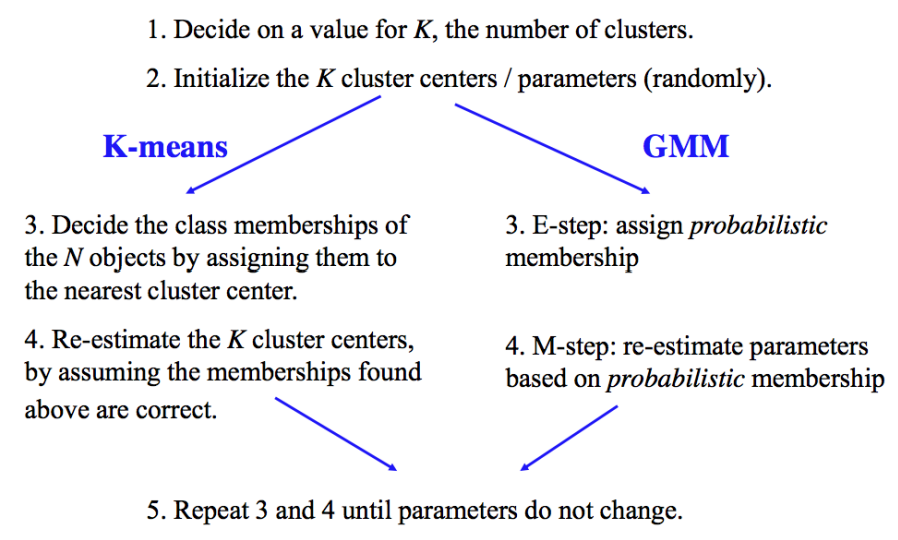 1. Decide on a value for K, the number of clusters.
2. Initialize the K cluster centers / parameters (randomly).
K-means
GMM
3. Decide the class memberships of
the N objects by assigning them to
the nearest cluster center.
4. Re-estimate the K cluster centers,
by assuming the memberships found
above are correct.
3. E-step: assign probabilistic
membership
4. M-step: re-estimate parameters
based on probabilistic membership
5. Repeat 3 and 4 until parameters do not change.